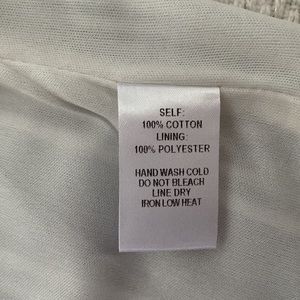 SELF:
100% COTTON
LINING:
100% POLYESTER
HAND WASH COLD
DO NOT BLEACH
LINE DRY
IRON LOW HEAT